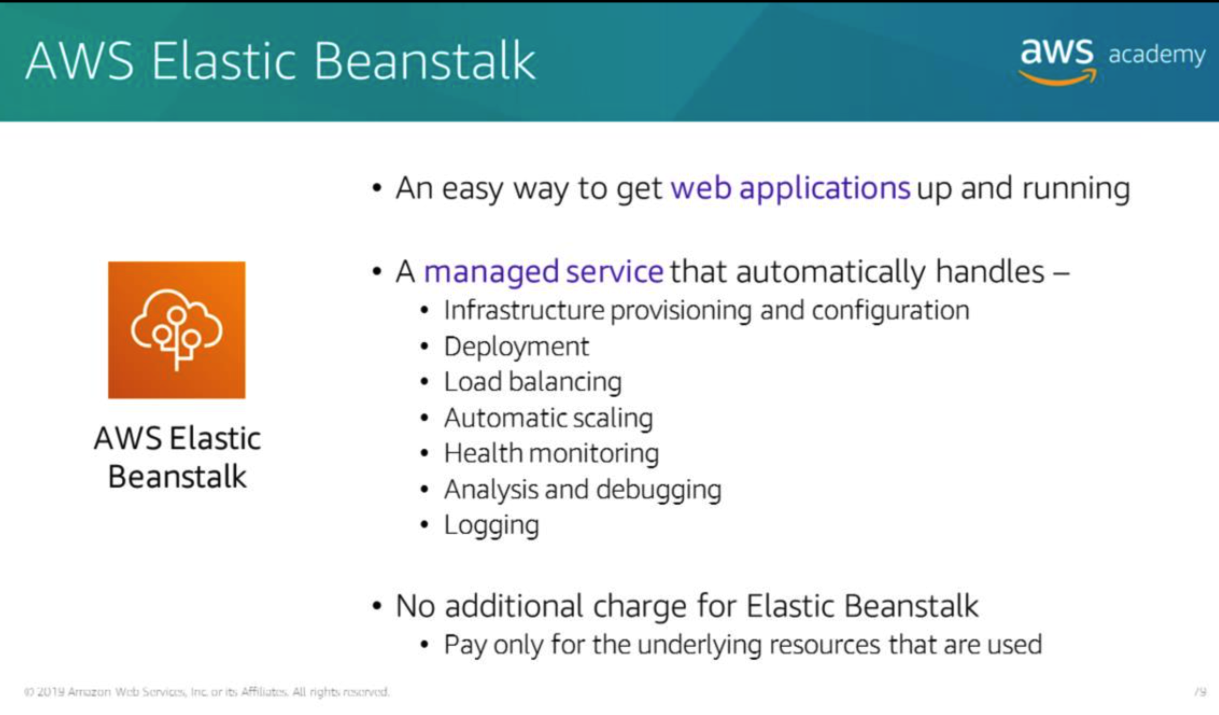 AWS Elastic Beanstalk
aws academy
• An easy way to get web applications up and running
• A managed service that automatically handles –
• Infrastructure provisioning and configuration
• Deployment
• Load balancing
• Automatic scaling
• Health monitoring
• Analysis and debugging
• Logging
AWS Elastic
Beanstalk
• No additional charge for Elastic Beanstalk
• Pay only for the underlying resources that are used
© 2019 Amazon Web Services, Inc. or its Affiliates. All rights reserved.
79